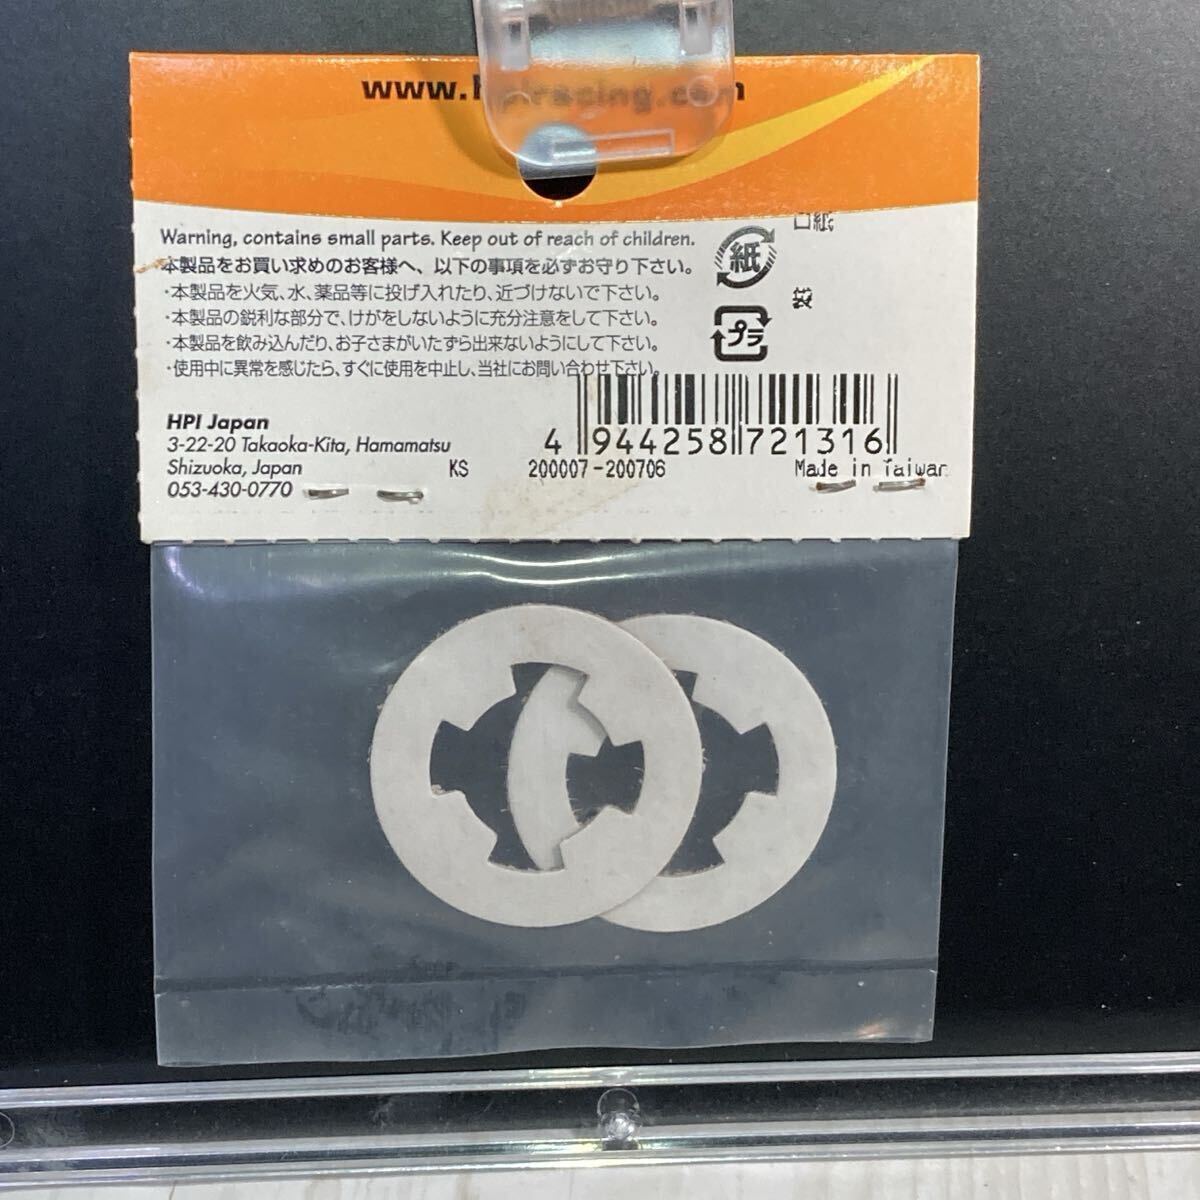 www.hpiracing.com
Warning, contains small parts. Keep out of reach of children.
本製品をお買い求めのお客様へ、以下の事項を必ずお守り下さい。
・本製品を火気、水、薬品等に投げ入れたり、近づけないで下さい。
・本製品の鋭利な部分で、けがをしないように充分注意をして下さい。
・本製品を飲み込んだり、お子さまがいたずら出来ないようにして下さい。
・使用中に異常を感じたら、すぐに使用を中止し、当社にお問い合わせ下さい。
口紙
紙
袋
プラ
HPI Japan
3-22-20 Takaoka-Kita, Hamamatsu
Shizuoka, Japan
053-430-0770
KS
4 944258 721316
200007-200706
Made in Taiwan